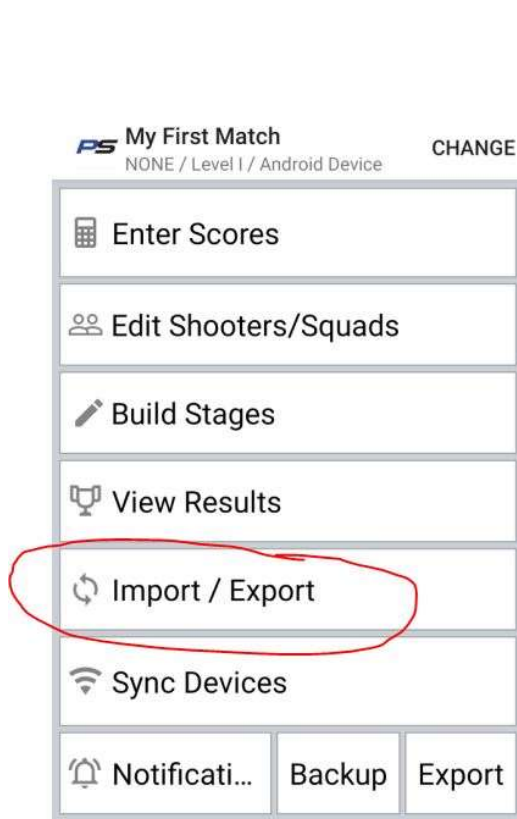 PS My First Match CHANGE
NONE / Level I / Android Device
Enter Scores
Edit Shooters/Squads
Build Stages
View Results
Import / Export
Sync Devices
Notificati... Backup Export